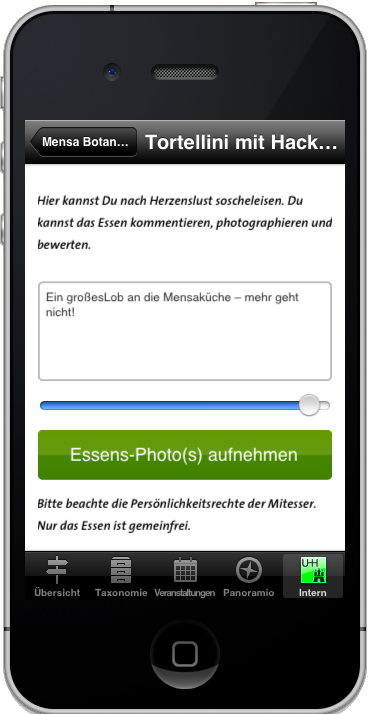 Mensa Botan...
Tortellini mit Hack...
Hier kannst Du nach Herzenslust soscheleisen. Du
kannst das Essen kommentieren, photographieren und
bewerten.
Ein großesLob an die Mensaküche – mehr geht
nicht!
Essens-Photo(s) aufnehmen
Bitte beachte die Persönlichkeitsrechte der Mitesser.
Nur das Essen ist gemeinfrei.
UHH
Übersicht Taxonomie Veranstaltungen Panoramio Intern